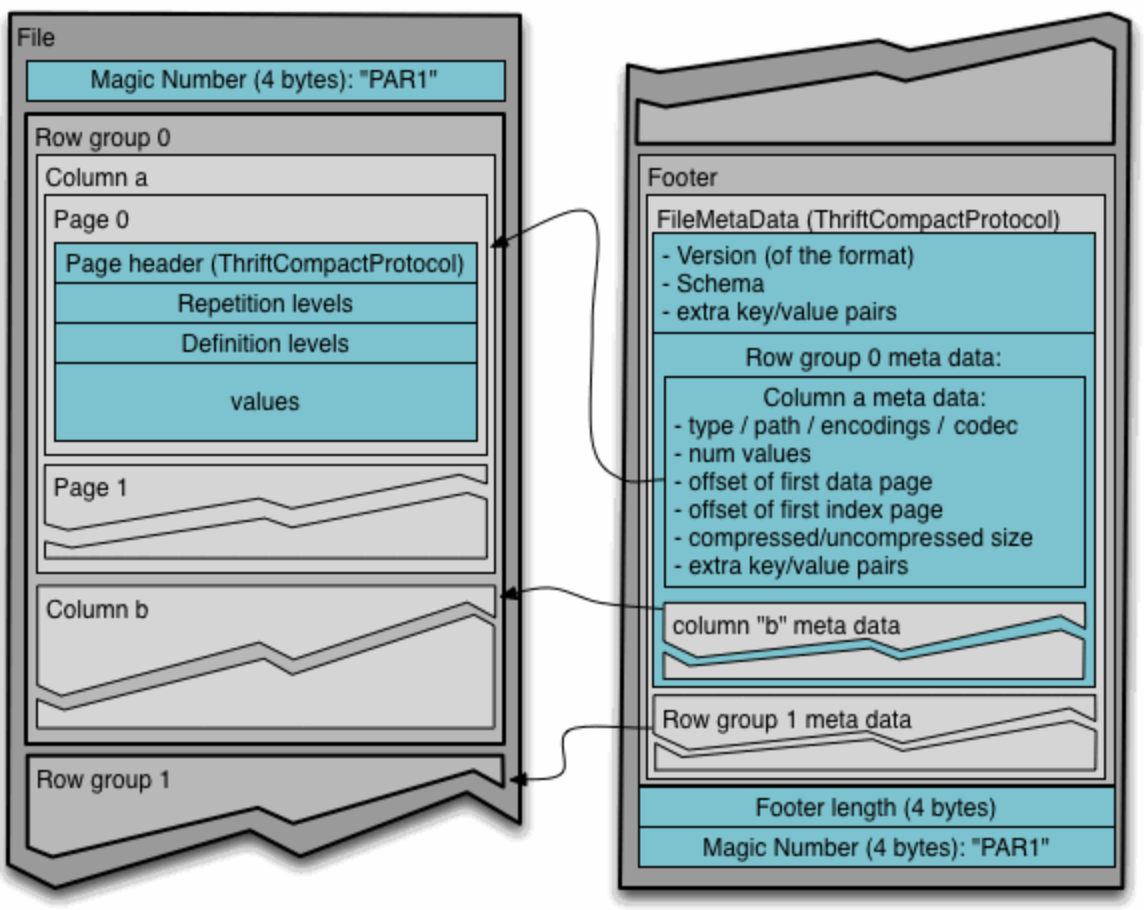 File
Magic Number (4 bytes): "PAR1"
Row group 0
Column a
Page 0
Page header (ThriftCompactProtocol)
Repetition levels
Definition levels
values
Page 1
Column b
Row group 1
Footer
FileMetaData (ThriftCompactProtocol)
- Version (of the format)
- Schema
- extra key/value pairs
Row group 0 meta data:
Column a meta data:
- type / path / encodings / codec
- num values
- offset of first data page
- offset of first index page
- compressed/uncompressed size
- extra key/value pairs
column "b" meta data
Row group 1 meta data
Footer length (4 bytes)
Magic Number (4 bytes): "PAR1"